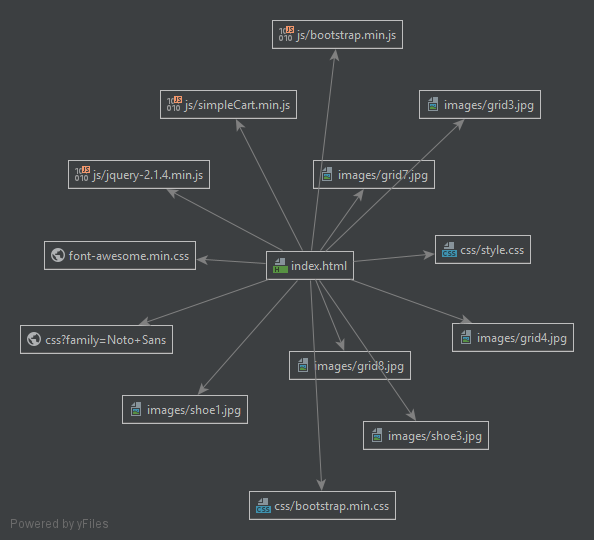 js/bootstrap.min.js
js/simpleCart.min.js
images/grid3.jpg
js/jquery-2.1.4.min.js
images/grid7.jpg
font-awesome.min.css
css/style.css
index.html
css?family=Noto+Sans
images/grid4.jpg
images/grid8.jpg
images/shoe1.jpg
images/shoe3.jpg
css/bootstrap.min.css
Powered by yFiles